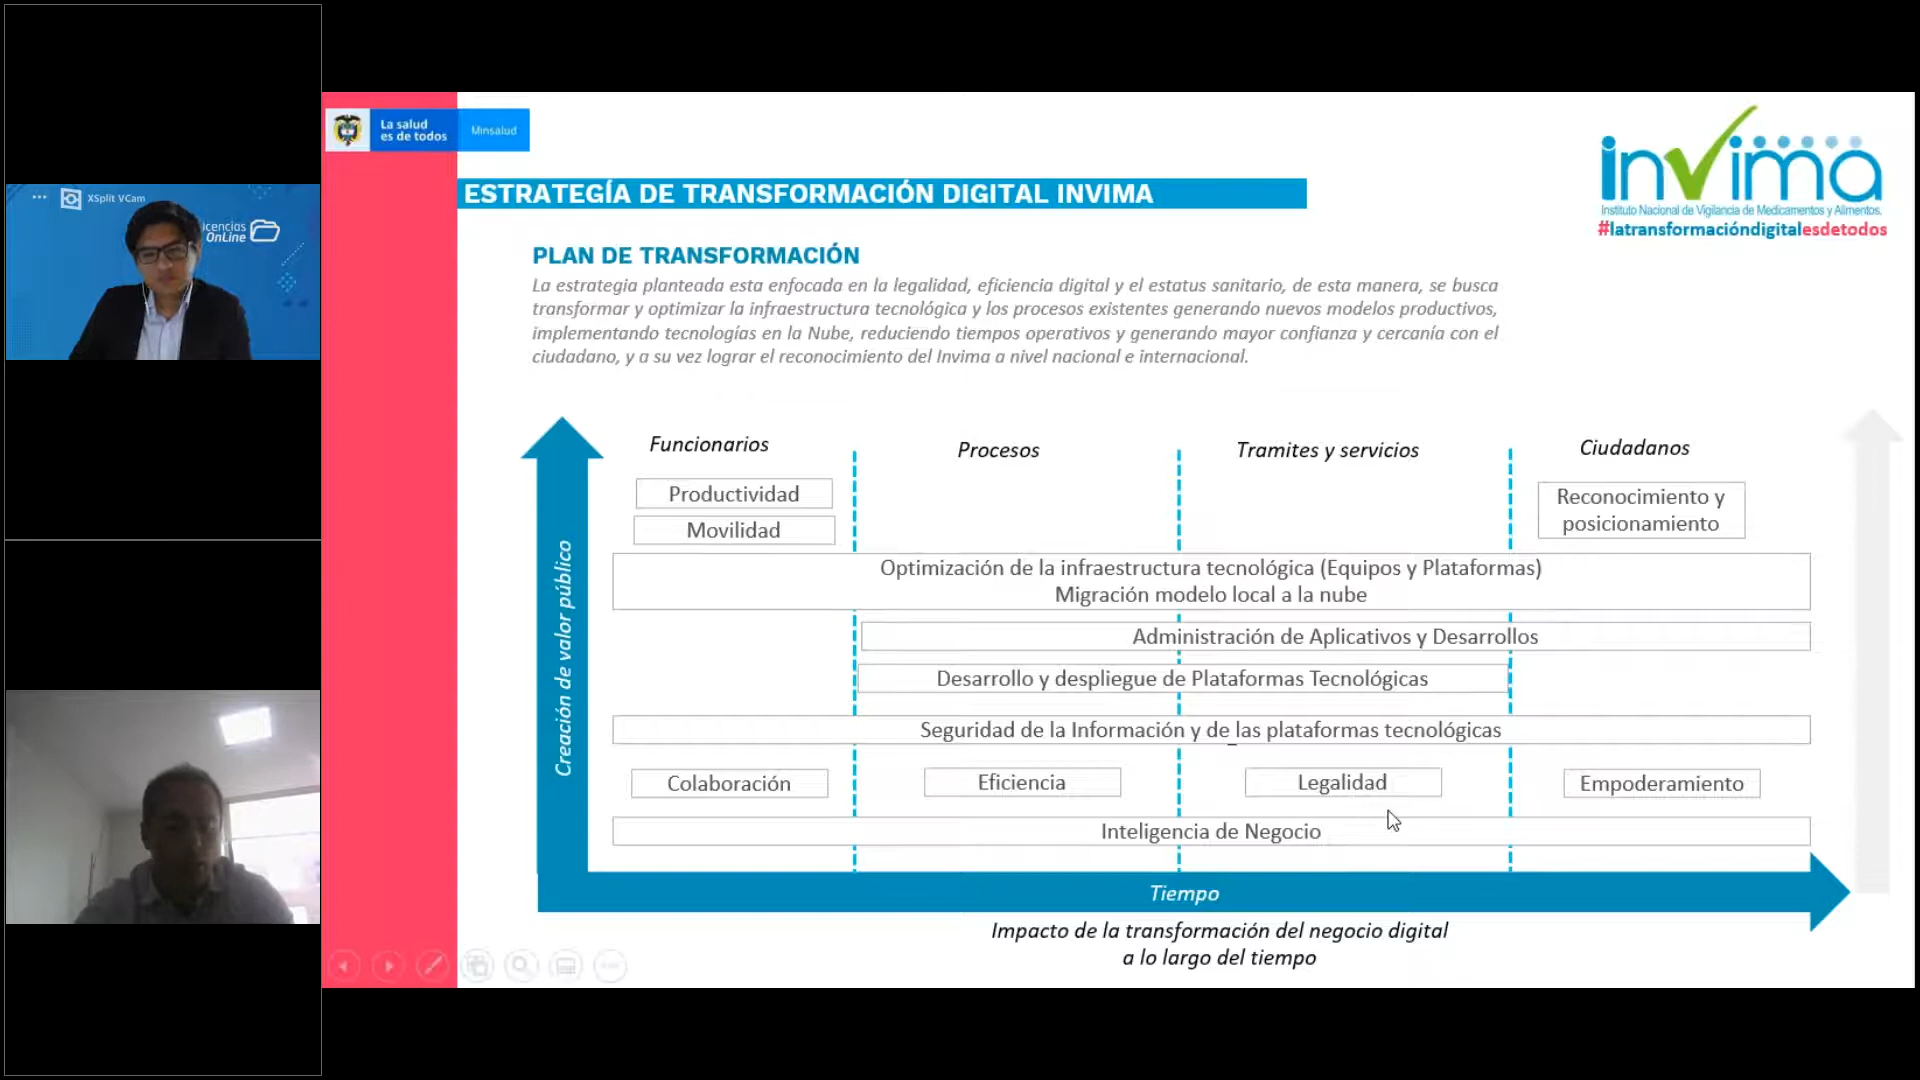 XSplit VCam
icencias
OnLine
La salud
es de todos
Minsalud
invima
Instituto Nacional de Vigilancia de Medicamentos y Alimentos.
#latransformacióndigitalesdetodos
ESTRATEGÍA DE TRANSFORMACIÓN DIGITAL INVIMA
PLAN DE TRANSFORMACIÓN
La estrategia planteada esta enfocada en la legalidad, eficiencia digital y el estatus sanitario, de esta manera, se busca
transformar y optimizar la infraestructura tecnológica y los procesos existentes generando nuevos modelos productivos,
implementando tecnologías en la Nube, reduciendo tiempos operativos y generando mayor confianza y cercanía con el
ciudadano, y a su vez lograr el reconocimiento del Invima a nivel nacional e internacional.
Funcionarios
Procesos
Tramites y servicios
Ciudadanos
Productividad
Movilidad
Reconocimiento y
posicionamiento
Optimización de la infraestructura tecnológica (Equipos y Plataformas)
Migración modelo local a la nube
Administración de Aplicativos y Desarrollos
Desarrollo y despliegue de Plataformas Tecnológicas
Seguridad de la Información y de las plataformas tecnológicas
Colaboración
Eficiencia
Legalidad
Empoderamiento
Inteligencia de Negocio
Creación de valor público
Tiempo
Impacto de la transformación del negocio digital
a lo largo del tiempo